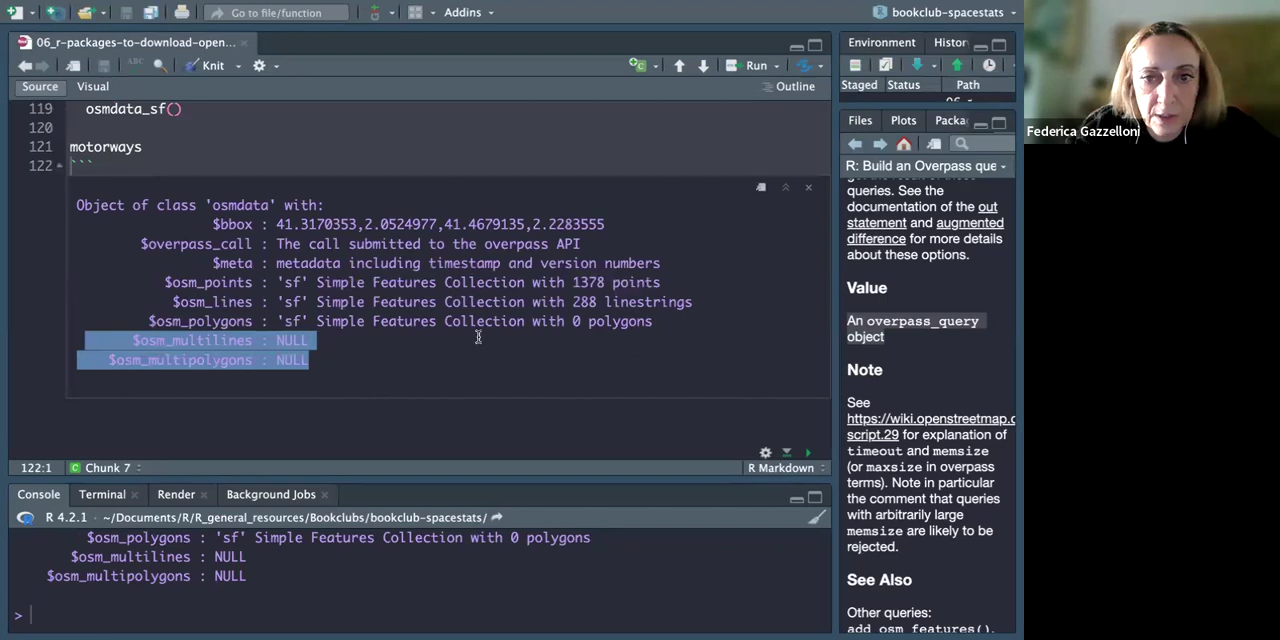 Go to file/function
Addins
bookclub-spacestats
06_r-packages-to-download-open...
ABC
Knit
Run
Source
Visual
Outline
119 osmdata_sf()
120
121 motorways
122 ```
Object of class 'osmdata' with:
$bbox : 41.3170353,2.0524977,41.4679135,2.2283555
$overpass_call : The call submitted to the overpass API
$meta : metadata including timestamp and version numbers
$osm_points : 'sf' Simple Features Collection with 1378 points
$osm_lines : 'sf' Simple Features Collection with 288 linestrings
$osm_polygons : 'sf' Simple Features Collection with 0 polygons
$osm_multilines : NULL
$osm_multipolygons : NULL
122:1
C Chunk 7
R Markdown
Console
Terminal
Render
Background Jobs
R 4.2.1 · ~/Documents/R/R_general_resources/Bookclubs/bookclub-spacestats/
$osm_polygons : 'sf' Simple Features Collection with 0 polygons
$osm_multilines : NULL
$osm_multipolygons : NULL
>
Environment
Histor
Staged Status Path
Files
Plots
Packa
R: Build an Overpass que
queries. See the
documentation of the out
statement and augmented
difference for more details
about these options.
Value
An overpass_query
object
Note
See
https://wiki.openstreetmap.c
script.29 for explanation of
timeout and memsize
(or maxsize in overpass
terms). Note in particular
the comment that queries
with arbitrarily large
memsize are likely to be
rejected.
See Also
Other queries:
add_osm_features(),
Federica Gazzelloni